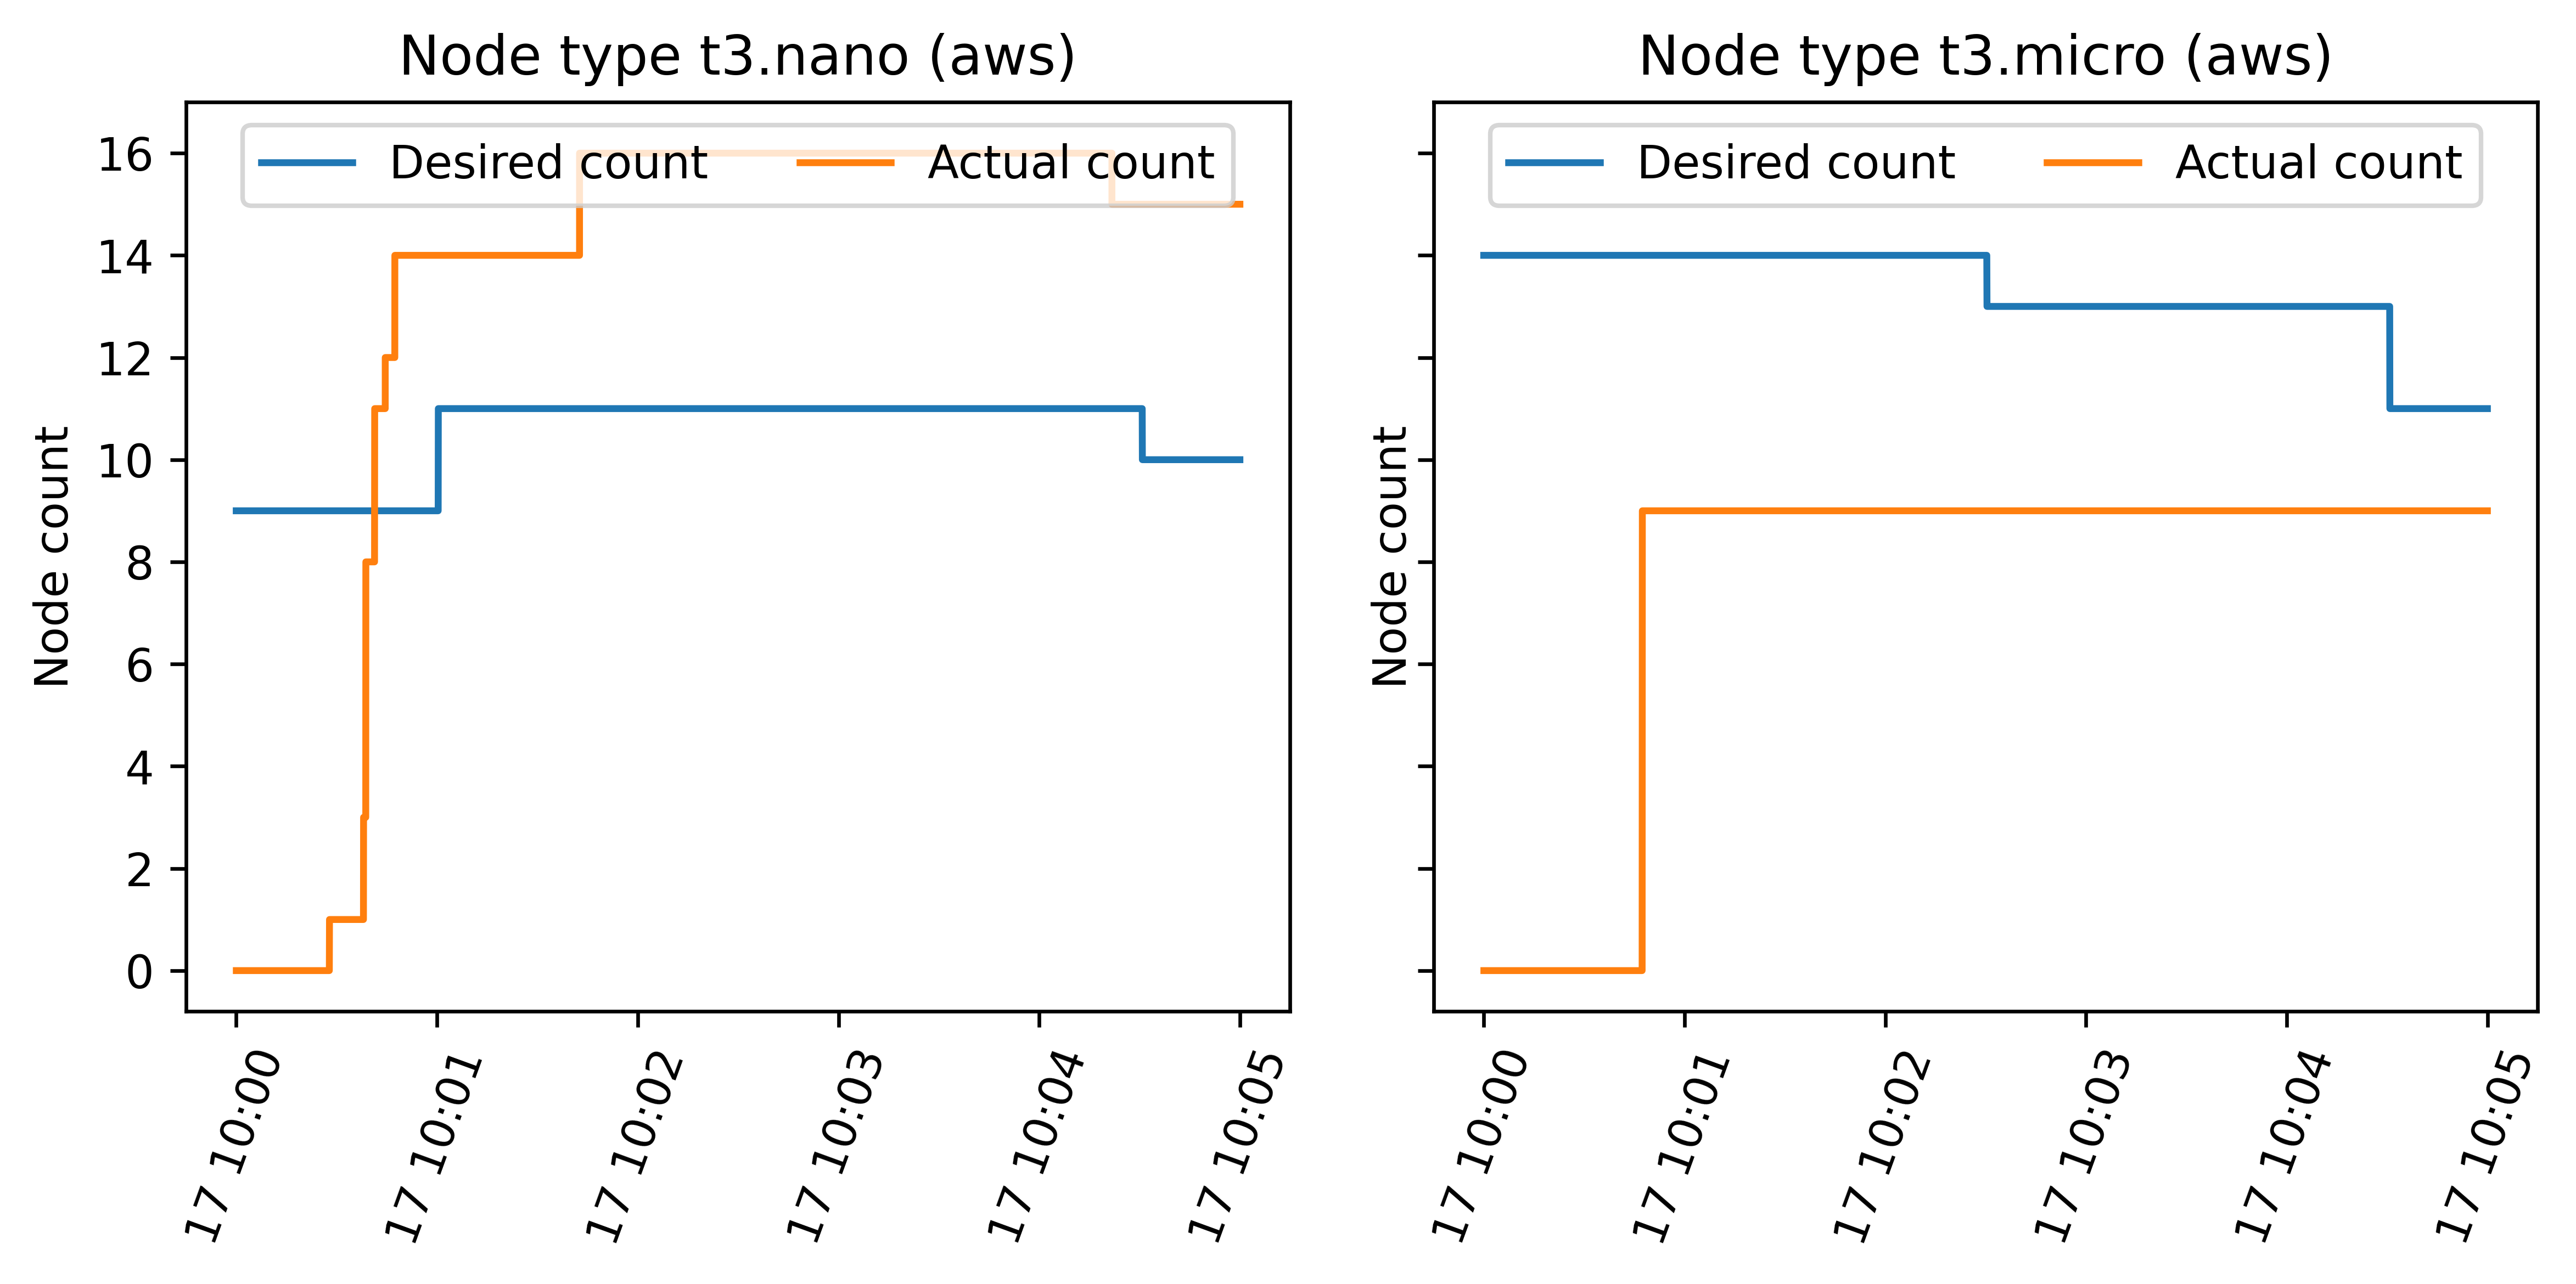 Node type t3.nano (aws)
Desired count
Actual count
Node count
16
14
12
10
8
6
4
2
0
17 10:00
17 10:01
17 10:02
17 10:03
17 10:04
17 10:05
Node type t3.micro (aws)
Desired count
Actual count
Node count
17 10:00
17 10:01
17 10:02
17 10:03
17 10:04
17 10:05